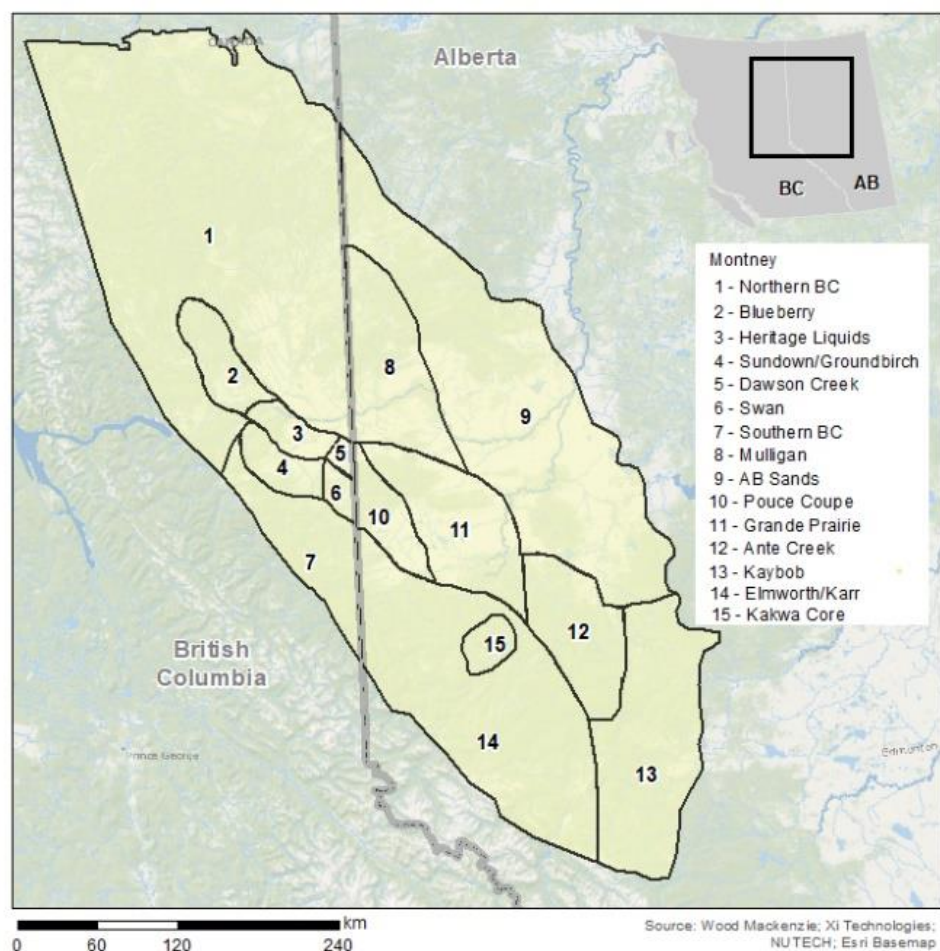 CANADA
Alberta
BC
AB
Montney
1 - Northern BC
2 - Blueberry
3 - Heritage Liquids
4 - Sundown/Groundbirch
5 - Dawson Creek
6 - Swan
7 - Southern BC
8 - Mulligan
9 - AB Sands
10 - Pouce Coupe
11 - Grande Prairie
12 - Ante Creek
13 - Kaybob
14 - Elmworth/Karr
15 - Kakwa Core
1
2
3
4
5
6
7
8
9
10
11
12
13
14
15
British
Columbia
Prince George
Edmonton
km
0 60 120 240
Source: Wood Mackenzie; XI Technologies;
NUTECH; Esri Basemap